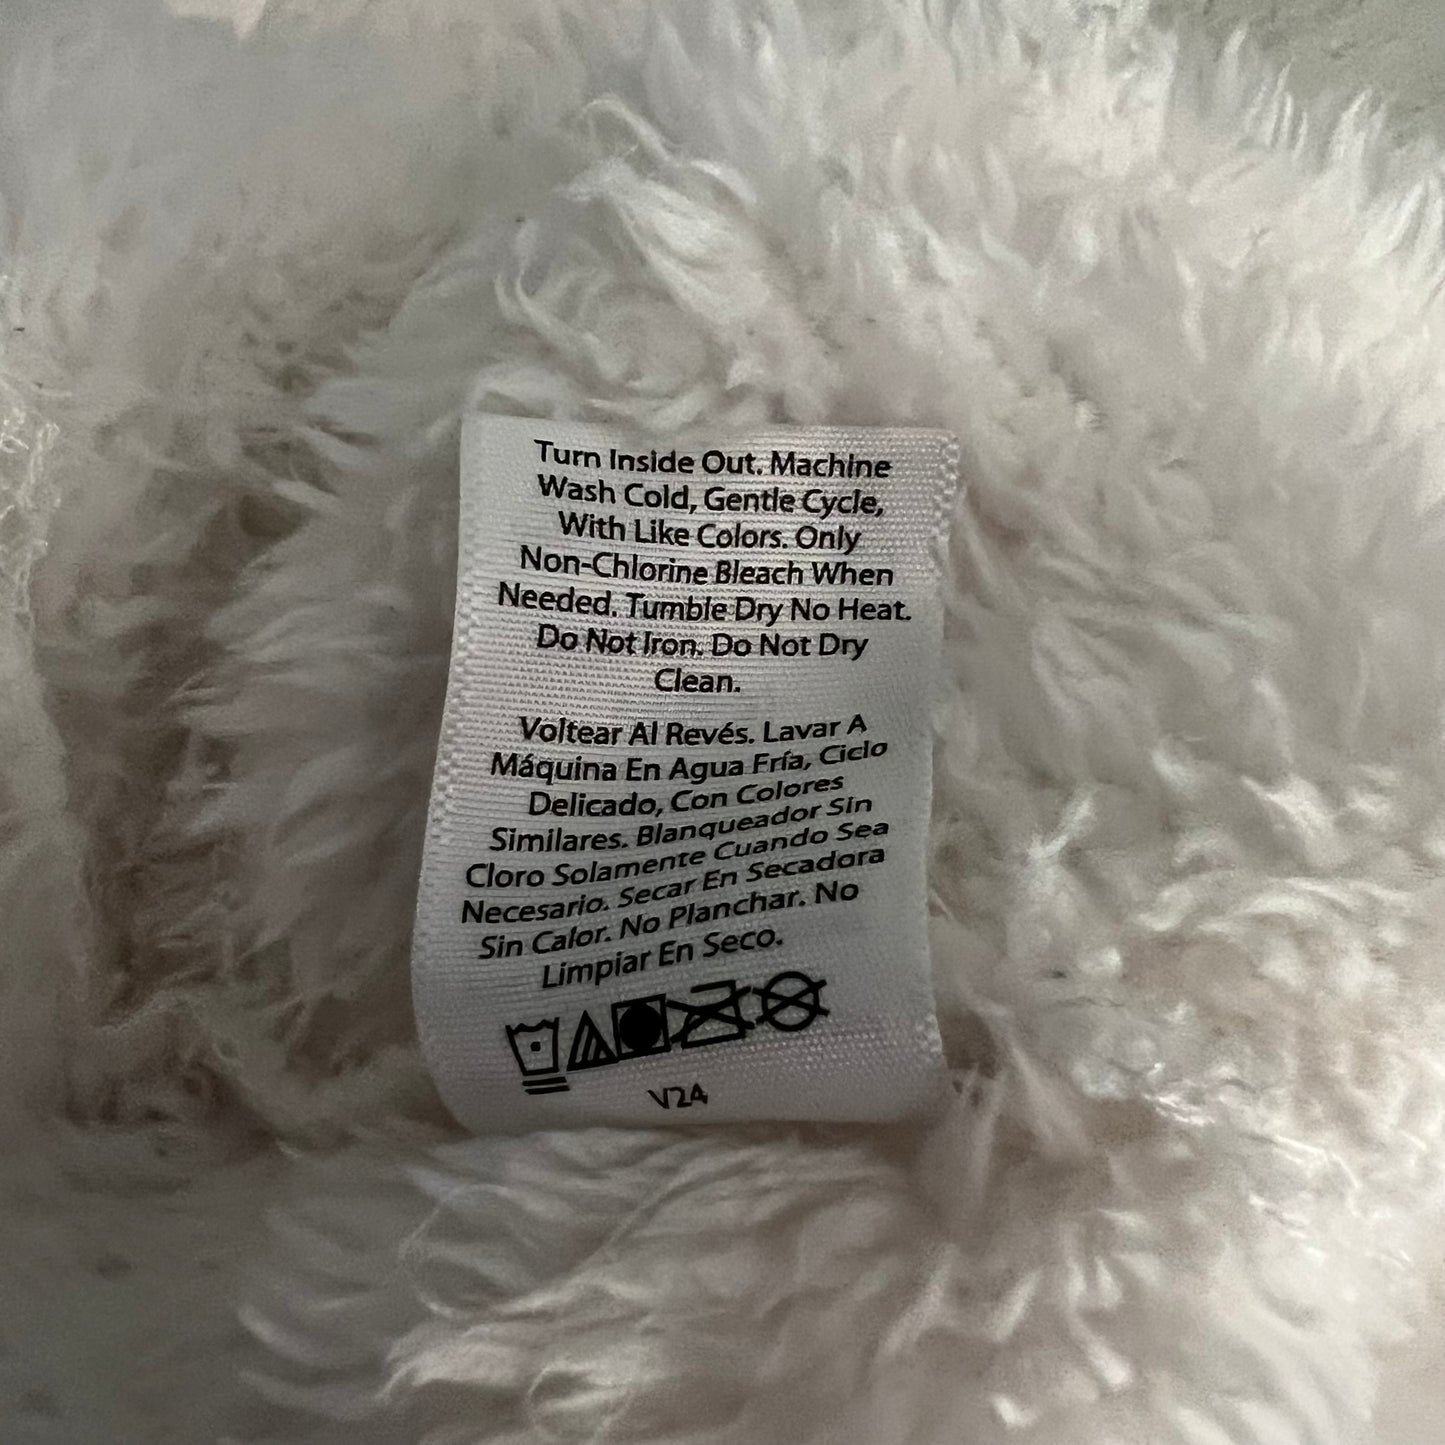 Turn Inside Out. Machine
Wash Cold, Gentle Cycle,
With Like Colors. Only
Non-Chlorine Bleach When
Needed. Tumble Dry No Heat.
Do Not Iron. Do Not Dry
Clean.
Voltear Al Revés. Lavar A
Máquina En Agua Fría, Ciclo
Delicado, Con Colores
Similares. Blanqueador Sin
Cloro Solamente Cuando Sea
Necesario. Secar En Secadora
Sin Calor. No Planchar. No
Limpiar En Seco.
V24